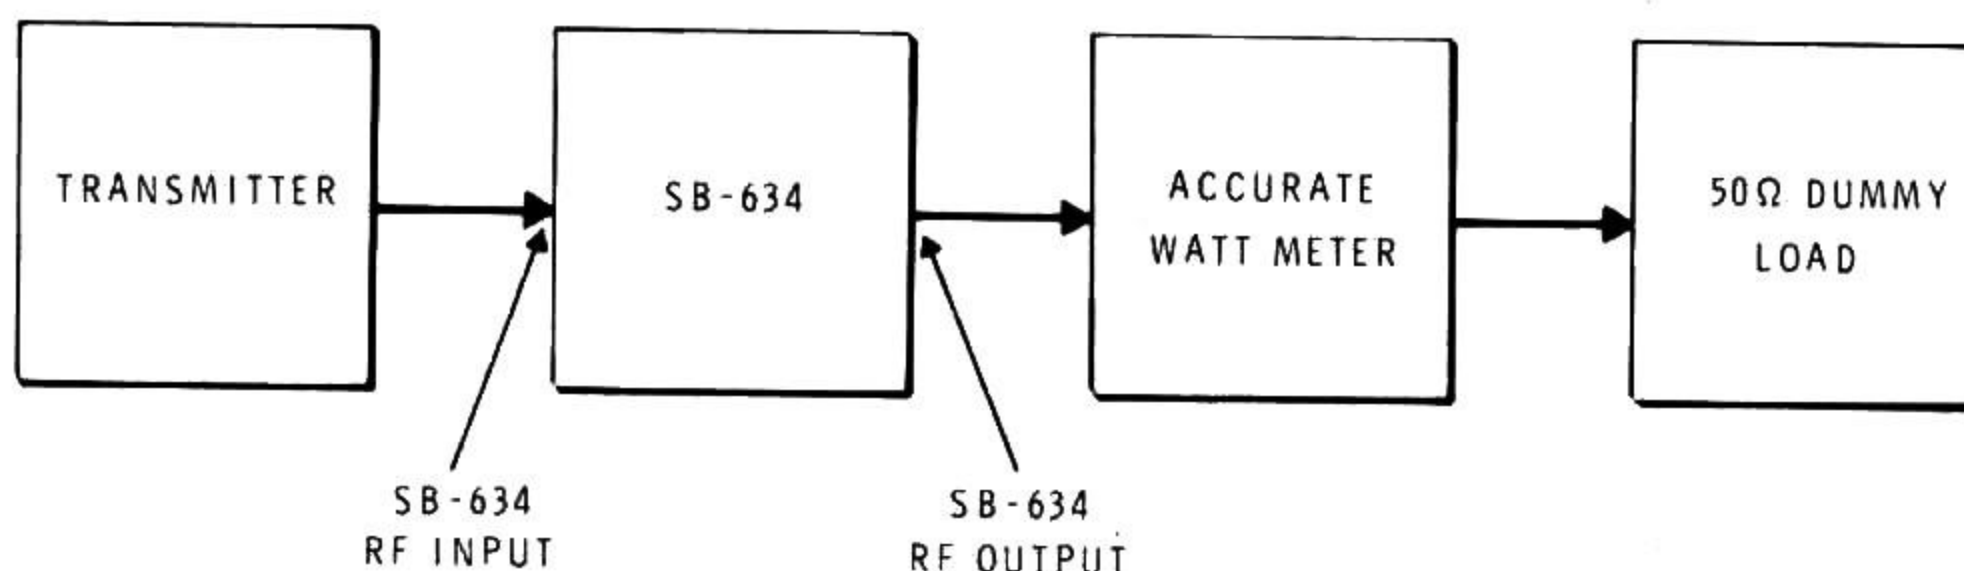 TRANSMITTER
SB-634
ACCURATE
WATT METER
50Ω DUMMY
LOAD
SB-634
RF INPUT
SB-634
RF OUTPUT